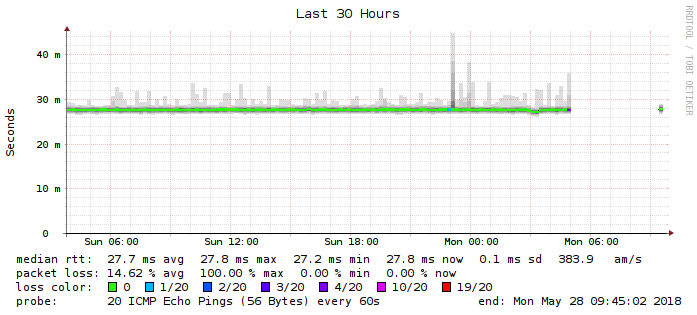 Last 30 Hours
RRDTOOL / TOBI OETIKER
Seconds
40 m
30 m
20 m
10 m
0
Sun 06:00 Sun 12:00 Sun 18:00 Mon 00:00 Mon 06:00
median rtt: 27.7 ms avg 27.8 ms max 27.2 ms min 27.8 ms now 0.1 ms sd 383.9 am/s
packet loss: 14.62 % avg 100.00 % max 0.00 % min 0.00 % now
loss color: 0 1/20 2/20 3/20 4/20 10/20 19/20
probe: 20 ICMP Echo Pings (56 Bytes) every 60s end: Mon May 28 09:45:02 2018